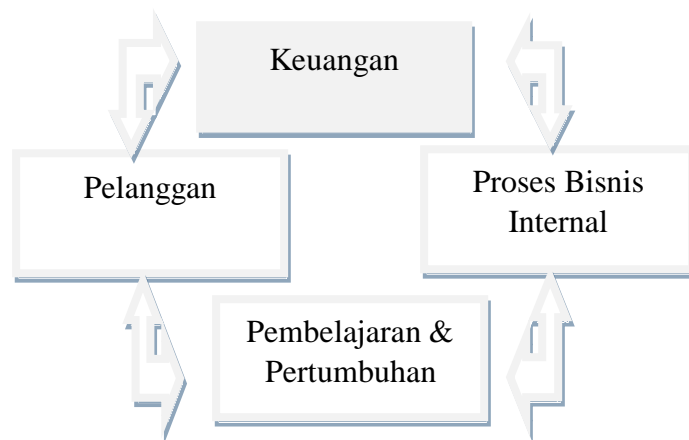 Keuangan
Pelanggan
Proses Bisnis
Internal
Pembelajaran &
Pertumbuhan